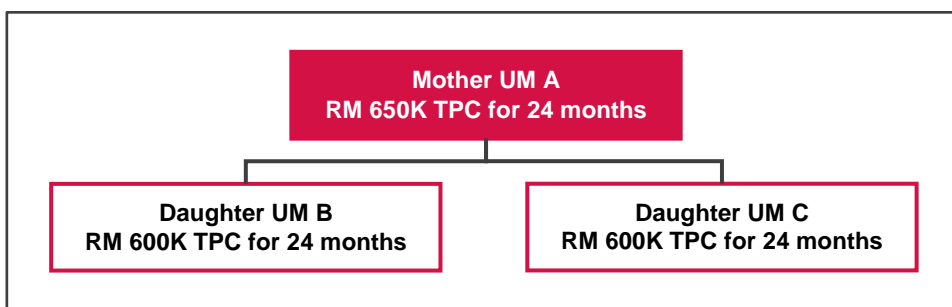 Mother UM A
RM 650K TPC for 24 months
Daughter UM B
RM 600K TPC for 24 months
Daughter UM C
RM 600K TPC for 24 months